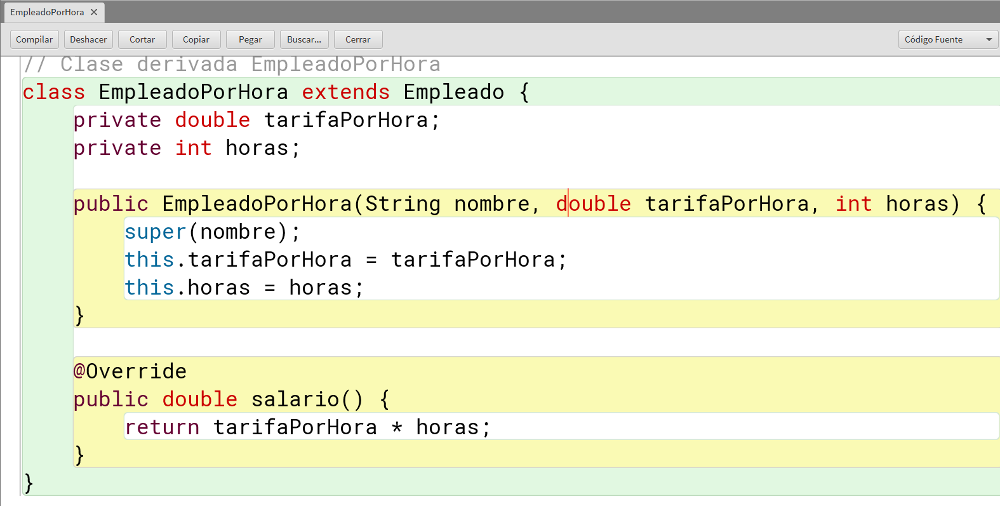 EmpleadoPorHora ✕
Compilar Deshacer Cortar Copiar Pegar Buscar... Cerrar Código Fuente
// Clase derivada EmpleadoPorHora
class EmpleadoPorHora extends Empleado {
    private double tarifaPorHora;
    private int horas;

    public EmpleadoPorHora(String nombre, double tarifaPorHora, int horas) {
        super(nombre);
        this.tarifaPorHora = tarifaPorHora;
        this.horas = horas;
    }

    @Override
    public double salario() {
        return tarifaPorHora * horas;
    }
}